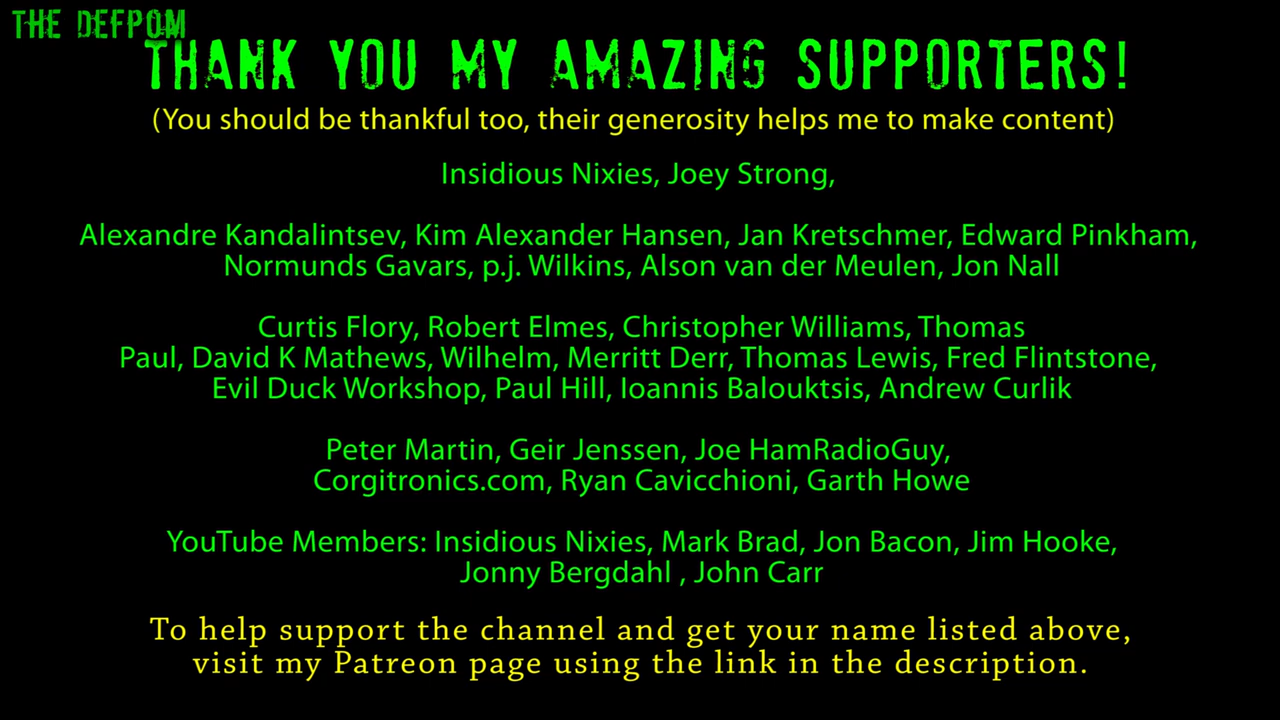 THE DEFPOM
THANK YOU MY AMAZING SUPPORTERS!
(You should be thankful too, their generosity helps me to make content)
Insidious Nixies, Joey Strong,
Alexandre Kandalintsev, Kim Alexander Hansen, Jan Kretschmer, Edward Pinkham,
Normunds Gavars, p.j. Wilkins, Alson van der Meulen, Jon Nall
Curtis Flory, Robert Elmes, Christopher Williams, Thomas
Paul, David K Mathews, Wilhelm, Merritt Derr, Thomas Lewis, Fred Flintstone,
Evil Duck Workshop, Paul Hill, Ioannis Balouktsis, Andrew Curlik
Peter Martin, Geir Jenssen, Joe HamRadioGuy,
Corgitronics.com, Ryan Cavicchioni, Garth Howe
YouTube Members: Insidious Nixies, Mark Brad, Jon Bacon, Jim Hooke,
Jonny Bergdahl , John Carr
To help support the channel and get your name listed above,
visit my Patreon page using the link in the description.